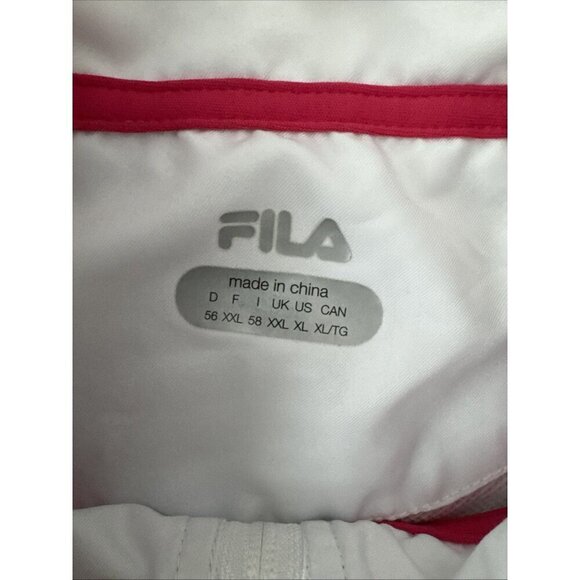 FILA
made in china
D F I UK US CAN
56 XXL 58 XXL XL XL/TG